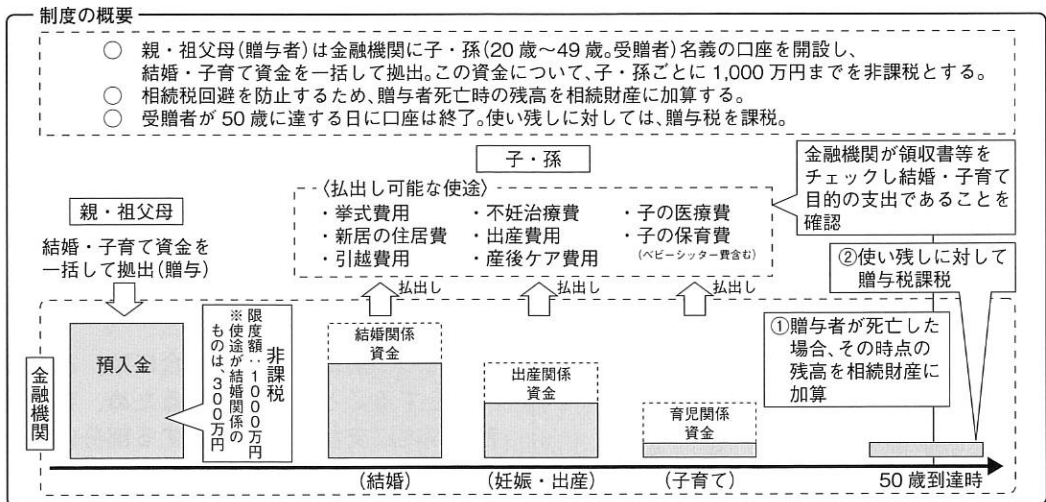 制度の概要
○ 親・祖父母(贈与者)は金融機関に子・孫(20歳～49歳。受贈者)名義の口座を開設し、
結婚・子育て資金を一括して拠出。この資金について、子・孫ごとに1,000万円までを非課税とする。
○ 相続税回避を防止するため、贈与者死亡時の残高を相続財産に加算する。
○ 受贈者が50歳に達する日に口座は終了。使い残しに対しては、贈与税を課税。
子・孫
〈払出し可能な使途〉
・挙式費用
・新居の住居費
・引越費用
・不妊治療費
・出産費用
・産後ケア費用
・子の医療費
・子の保育費
(ベビーシッター費含む)
金融機関が領収書等を
チェックし結婚・子育て
目的の支出であることを
確認
親・祖父母
結婚・子育て資金を
一括して拠出(贈与)
払出し
払出し
払出し
②使い残しに対して
贈与税課税
①贈与者が死亡した
場合、その時点の
残高を相続財産に
加算
金融機関
預入金
非課税
限度額：1000万円
※使途が結婚関係の
ものは、300万円
結婚関係
資金
出産関係
資金
育児関係
資金
(結婚)
(妊娠・出産)
(子育て)
50歳到達時